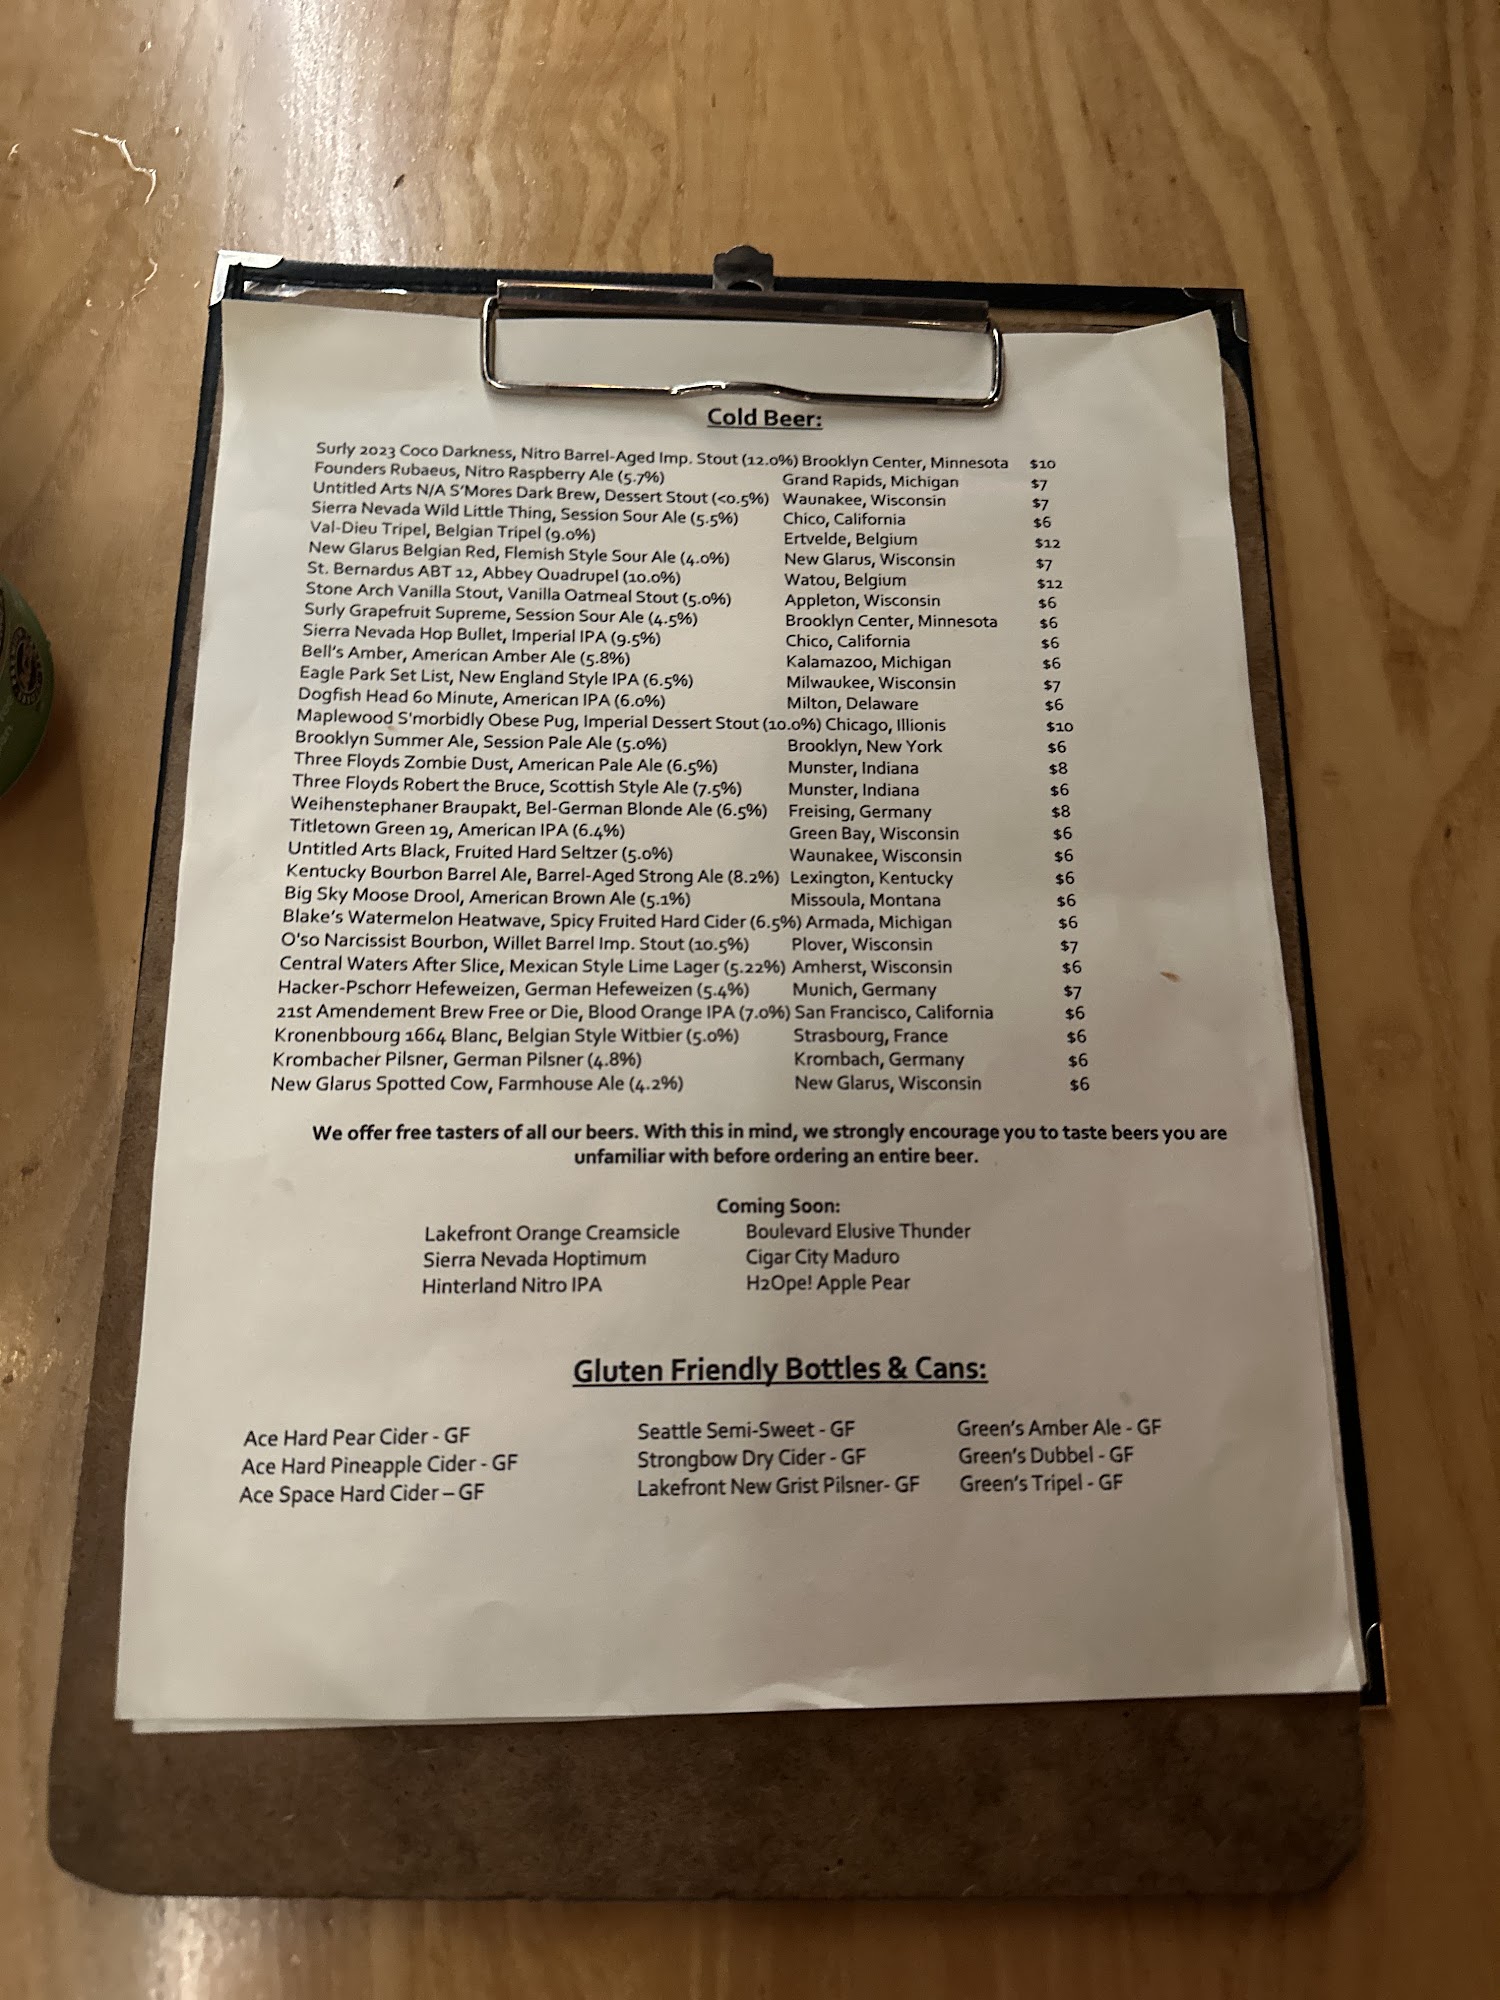 Cold Beer:
Surly 2023 Coco Darkness, Nitro Barrel-Aged Imp. Stout (12.0%) Brooklyn Center, Minnesota $10
Founders Rubaeus, Nitro Raspberry Ale (5.7%) Grand Rapids, Michigan $7
Untitled Arts N/A S'Mores Dark Brew, Dessert Stout (<0.5%) Waunakee, Wisconsin $7
Sierra Nevada Wild Little Thing, Session Sour Ale (5.5%) Chico, California $6
Val-Dieu Tripel, Belgian Tripel (9.0%) Ertvelde, Belgium $12
New Glarus Belgian Red, Flemish Style Sour Ale (4.0%) New Glarus, Wisconsin $7
St. Bernardus ABT 12, Abbey Quadrupel (10.0%) Watou, Belgium $12
Stone Arch Vanilla Stout, Vanilla Oatmeal Stout (5.0%) Appleton, Wisconsin $6
Surly Grapefruit Supreme, Session Sour Ale (4.5%) Brooklyn Center, Minnesota $6
Sierra Nevada Hop Bullet, Imperial IPA (9.5%) Chico, California $6
Bell's Amber, American Amber Ale (5.8%) Kalamazoo, Michigan $6
Eagle Park Set List, New England Style IPA (6.5%) Milwaukee, Wisconsin $7
Dogfish Head 60 Minute, American IPA (6.0%) Milton, Delaware $6
Maplewood S'morbidly Obese Pug, Imperial Dessert Stout (10.0%) Chicago, Illionis $10
Brooklyn Summer Ale, Session Pale Ale (5.0%) Brooklyn, New York $6
Three Floyds Zombie Dust, American Pale Ale (6.5%) Munster, Indiana $8
Three Floyds Robert the Bruce, Scottish Style Ale (7.5%) Munster, Indiana $6
Weihenstephaner Braupakt, Bel-German Blonde Ale (6.5%) Freising, Germany $8
Titletown Green 19, American IPA (6.4%) Green Bay, Wisconsin $6
Untitled Arts Black, Fruited Hard Seltzer (5.0%) Waunakee, Wisconsin $6
Kentucky Bourbon Barrel Ale, Barrel-Aged Strong Ale (8.2%) Lexington, Kentucky $6
Big Sky Moose Drool, American Brown Ale (5.1%) Missoula, Montana $6
Blake's Watermelon Heatwave, Spicy Fruited Hard Cider (6.5%) Armada, Michigan $6
O'so Narcissist Bourbon, Willet Barrel Imp. Stout (10.5%) Plover, Wisconsin $7
Central Waters After Slice, Mexican Style Lime Lager (5.22%) Amherst, Wisconsin $6
Hacker-Pschorr Hefeweizen, German Hefeweizen (5.4%) Munich, Germany $7
21st Amendement Brew Free or Die, Blood Orange IPA (7.0%) San Francisco, California $6
Kronenbbourg 1664 Blanc, Belgian Style Witbier (5.0%) Strasbourg, France $6
Krombacher Pilsner, German Pilsner (4.8%) Krombach, Germany $6
New Glarus Spotted Cow, Farmhouse Ale (4.2%) New Glarus, Wisconsin $6
We offer free tasters of all our beers. With this in mind, we strongly encourage you to taste beers you are
unfamiliar with before ordering an entire beer.
Coming Soon:
Lakefront Orange Creamsicle Boulevard Elusive Thunder
Sierra Nevada Hoptimum Cigar City Maduro
Hinterland Nitro IPA H2Ope! Apple Pear
Gluten Friendly Bottles & Cans:
Ace Hard Pear Cider - GF Seattle Semi-Sweet - GF Green's Amber Ale - GF
Ace Hard Pineapple Cider - GF Strongbow Dry Cider - GF Green's Dubbel - GF
Ace Space Hard Cider – GF Lakefront New Grist Pilsner- GF Green's Tripel - GF